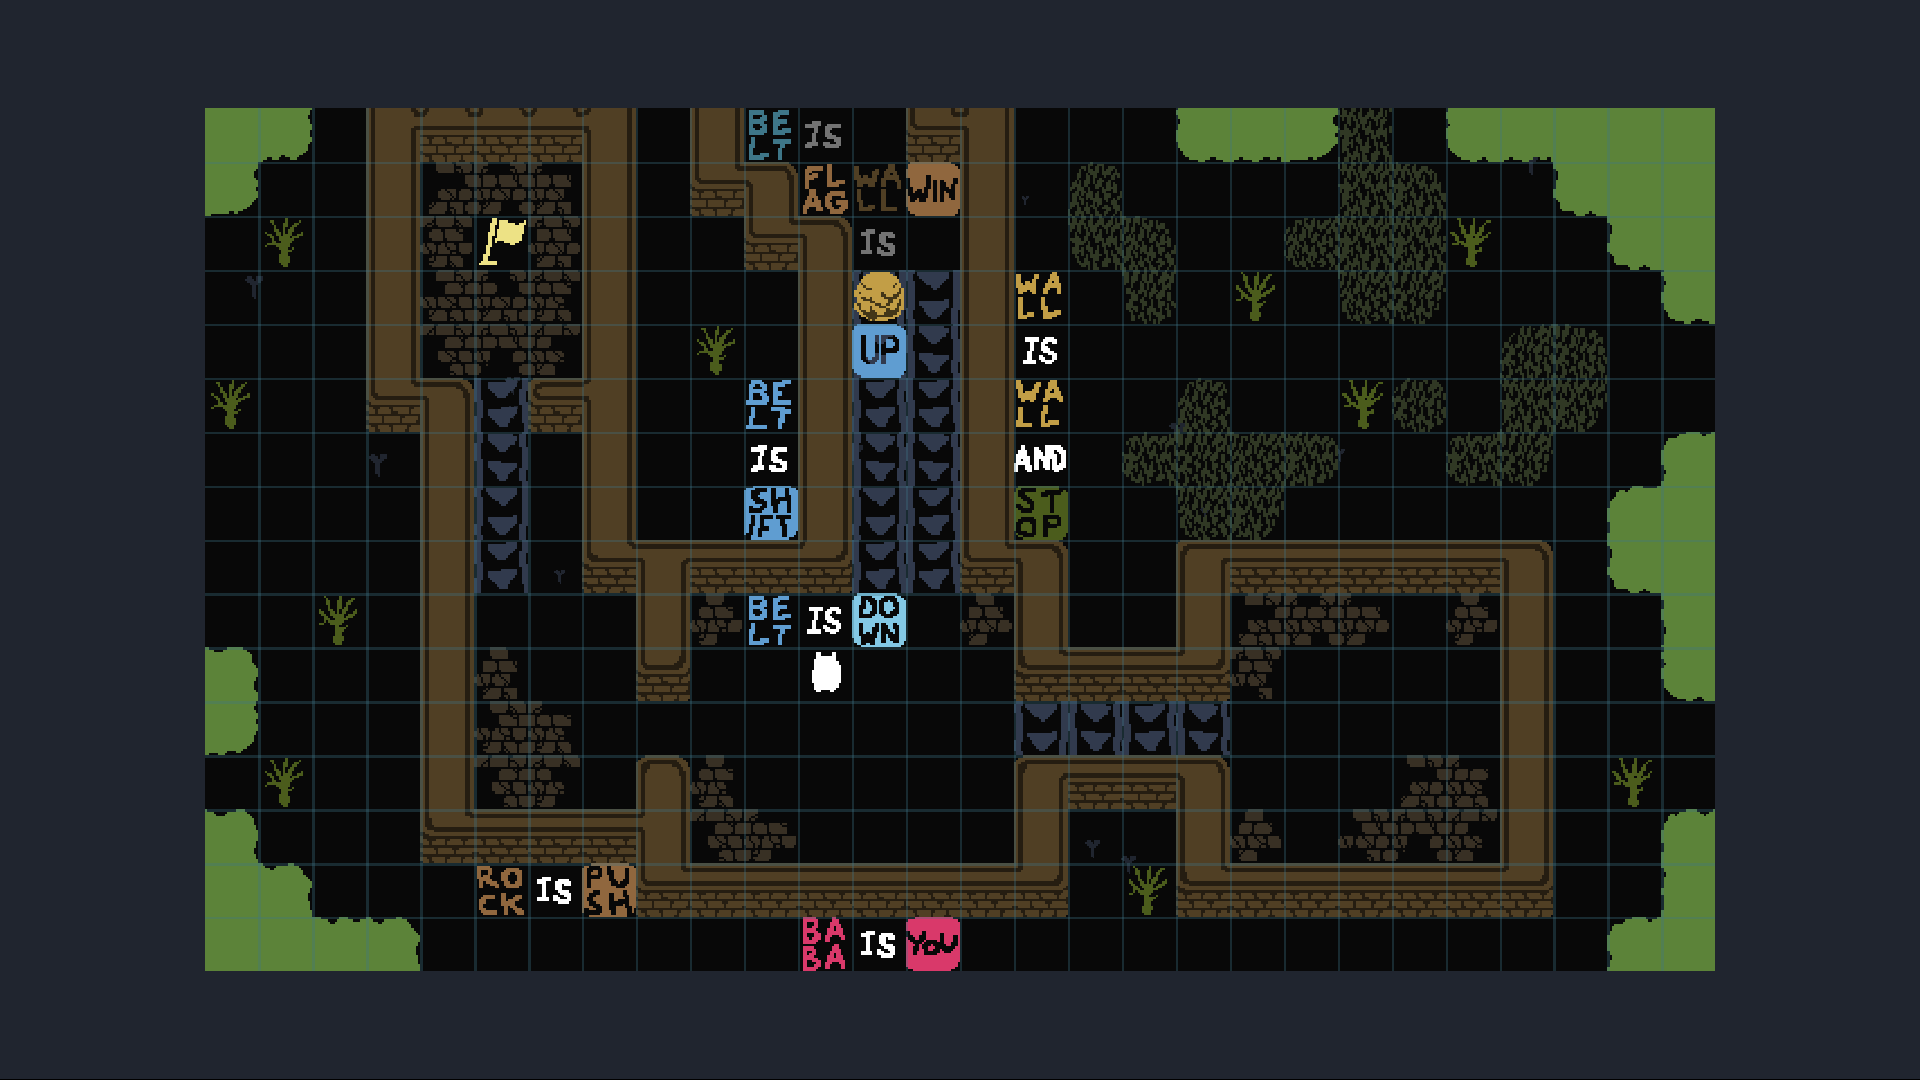 BELT IS
FLAG WALL WIN
IS
WALL
UP IS
BELT WALL
IS AND
SHIFT STOP
BELT IS DOWN
ROCK IS PUSH
BABA IS YOU